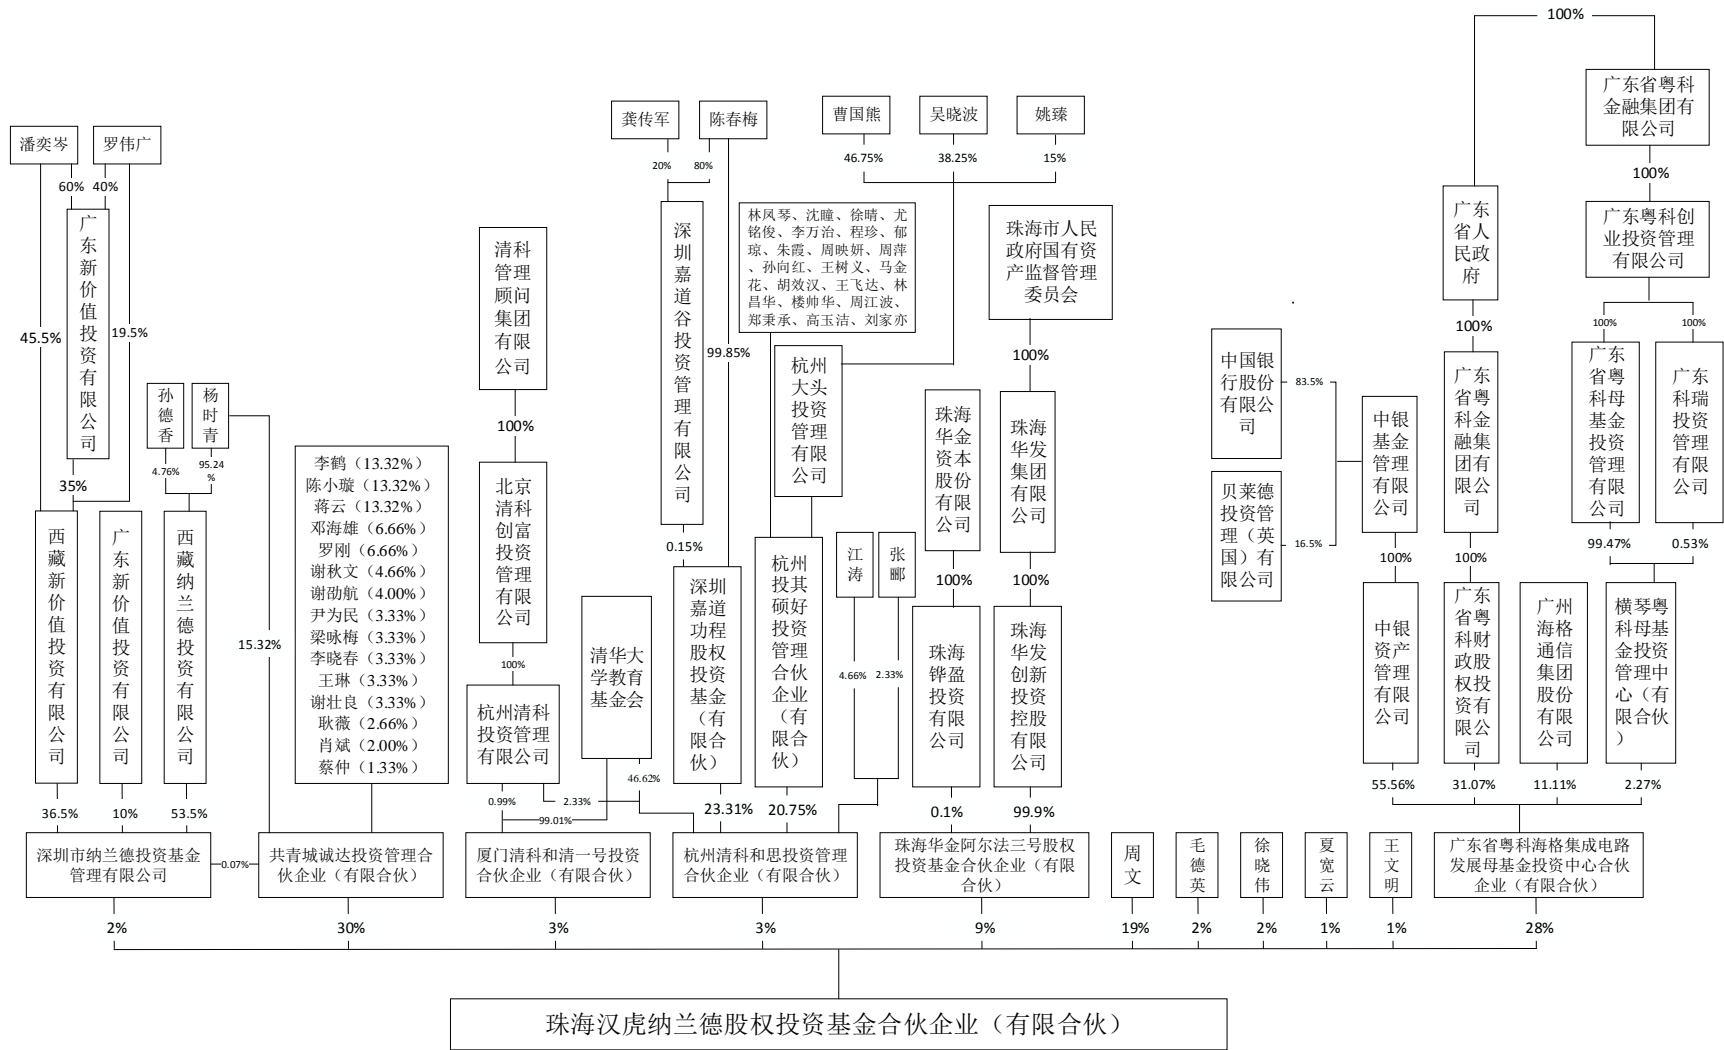 100%
广东省粤科
金融集团有
限公司
100%
广东粤科创
业投资管理
有限公司
100%
100%
广东
省粤
科母
基金
投资
管理
有限
公司
广东
科瑞
投资
管理
有限
公司
99.47%
0.53%
横琴粤
科母基
金投资
管理中
心（有
限合伙
）
2.27%
广东
省人
民政
府
100%
广东
省粤
科金
融集
团有
限公
司
100%
广东
省粤
科财
政股
权投
资有
限公
司
31.07%
广州
海格
通信
集团
股份
有限
公司
11.11%
中国银
行股份
有限公
司
83.5%
贝莱德
投资管
理（英
国）有
限公司
16.5%
中银
基金
管理
有限
公司
100%
中银
资产
管理
有限
公司
55.56%
潘奕岑
罗伟广
60%
40%
广
东
新
价
值
投
资
有
限
公
司
45.5%
19.5%
35%
西
藏
新
价
值
投
资
有
限
公
司
36.5%
广
东
新
价
值
投
资
有
限
公
司
10%
孙
德
香
杨
时
青
4.76%
95.24
%
西
藏
纳
兰
德
投
资
有
限
公
司
53.5%
15.32%
李鹤（13.32%）
陈小璇（13.32%）
蒋云（13.32%）
邓海雄（6.66%）
罗刚（6.66%）
谢秋文（4.66%）
谢劭航（4.00%）
尹为民（3.33%）
梁咏梅（3.33%）
李晓春（3.33%）
王琳（3.33%）
谢壮良（3.33%）
耿薇（2.66%）
肖斌（2.00%）
蔡仲（1.33%）
清科
管理
顾问
集团
有限
公司
100%
北京
清科
创富
投资
管理
有限
公司
100%
杭州清科
投资管理
有限公司
0.99%
2.33%
99.01%
清华大
学教育
基金会
46.62%
龚传军
陈春梅
20%
80%
深
圳
嘉
道
谷
投
资
管
理
有
限
公
司
99.85%
0.15%
深圳
嘉道
功程
股权
投资
基金
（有
限合
伙）
23.31%
曹国熊
吴晓波
姚臻
46.75%
38.25%
15%
林凤琴、沈瞳、徐晴、尤
铭俊、李万治、程珍、郁
琼、朱霞、周映妍、周萍
、孙向红、王树义、马金
花、胡效汉、王飞达、林
昌华、楼帅华、周江波、
郑秉承、高玉洁、刘家亦
杭州
大头
投资
管理
有限
公司
杭州
投其
硕好
投资
管理
合伙
企业
（有
限合
伙）
20.75%
江
涛
张
郦
4.66%
2.33%
珠海
华金
资本
股份
有限
公司
100%
珠海
铧盈
投资
有限
公司
0.1%
珠海市人民
政府国有资
产监督管理
委员会
100%
珠海
华发
集团
有限
公司
100%
珠海
华发
创新
投资
控股
有限
公司
99.9%
深圳市纳兰德投资基金
管理有限公司
0.07%
共青城诚达投资管理合
伙企业（有限合伙）
厦门清科和清一号投资
合伙企业（有限合伙）
杭州清科和思投资管理
合伙企业（有限合伙）
珠海华金阿尔法三号股权
投资基金合伙企业（有限
合伙）
周
文
毛
德
英
徐
晓
伟
夏
宽
云
王
文
明
广东省粤科海格集成电路
发展母基金投资中心合伙
企业（有限合伙）
2%
30%
3%
3%
9%
19%
2%
2%
1%
1%
28%
珠海汉虎纳兰德股权投资基金合伙企业（有限合伙）